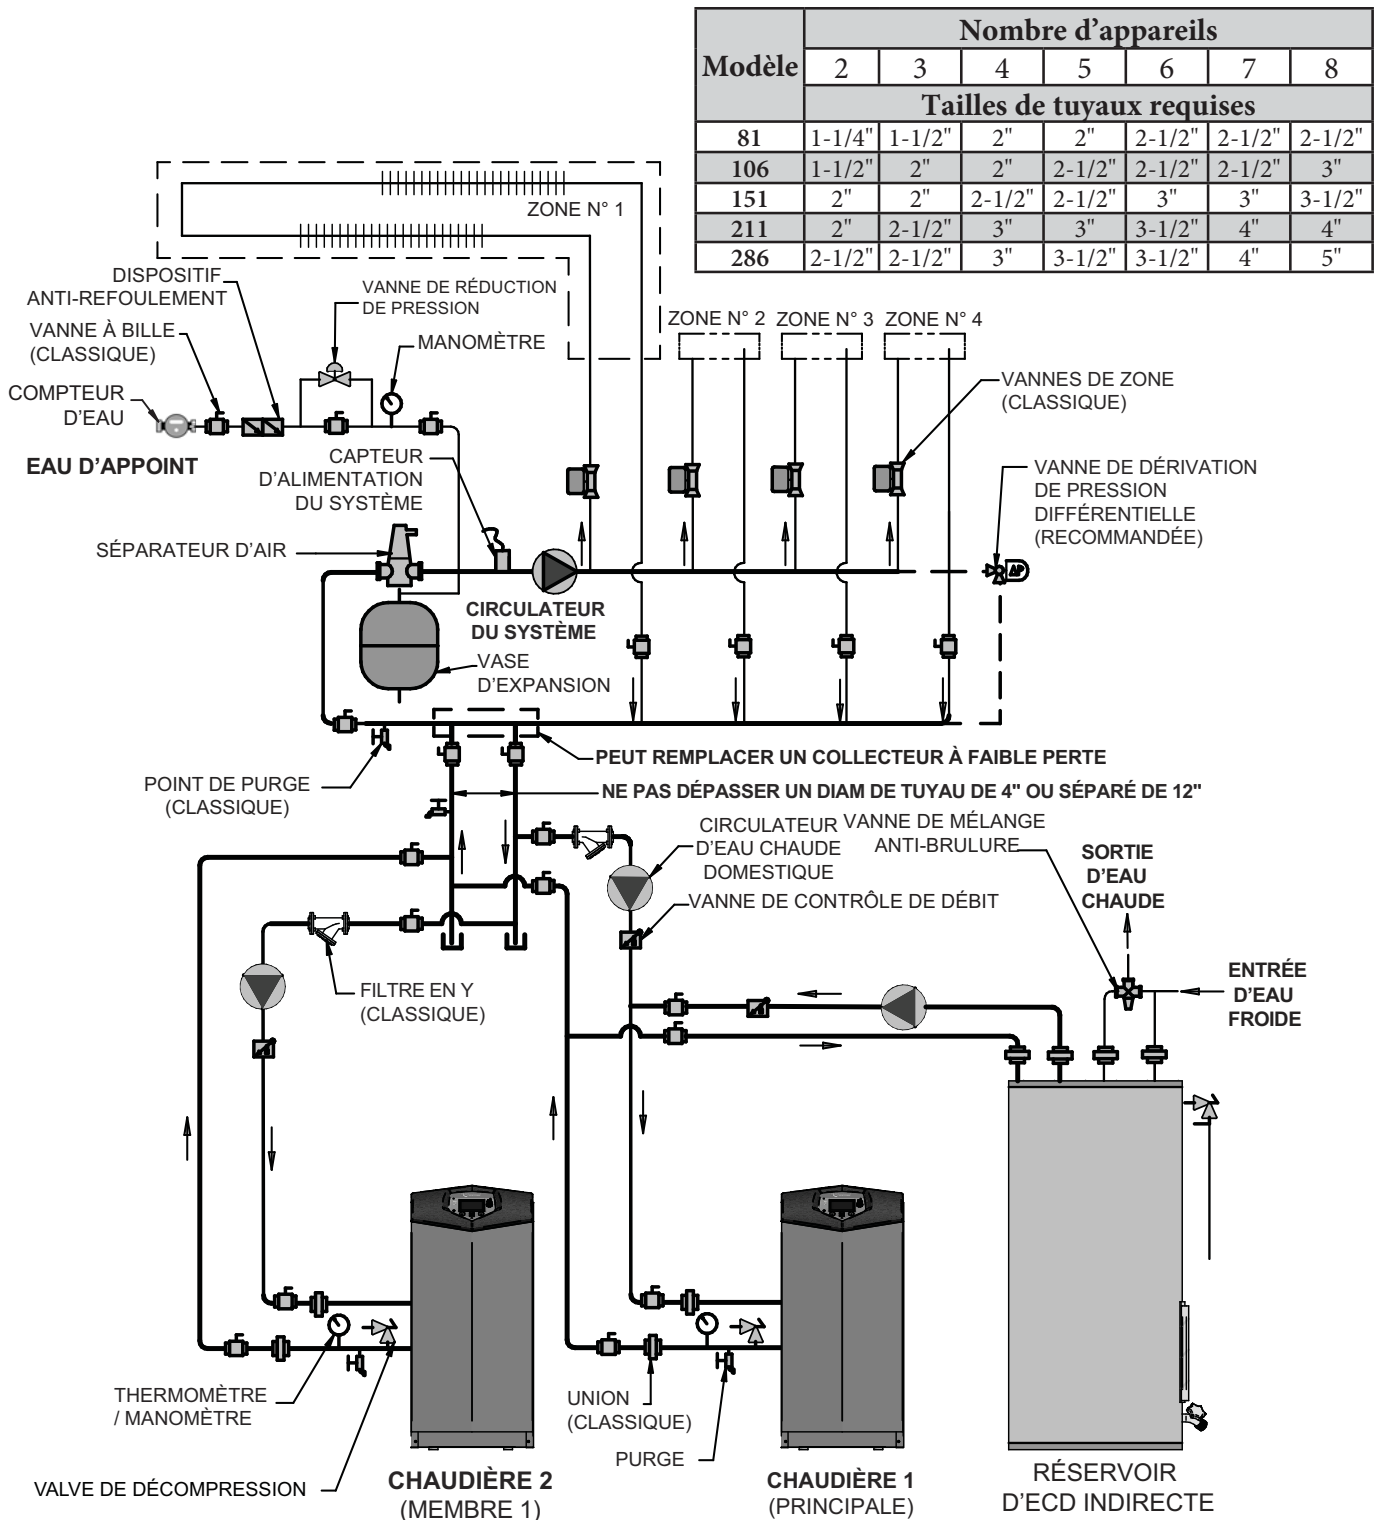 Nombre d'appareils
Modèle 2 3 4 5 6 7 8
Tailles de tuyaux requises
81 1-1/4" 1-1/2" 2" 2" 2-1/2" 2-1/2" 2-1/2"
106 1-1/2" 2" 2" 2-1/2" 2-1/2" 2-1/2" 3"
151 2" 2" 2-1/2" 2-1/2" 3" 3" 3-1/2"
211 2" 2-1/2" 3" 3" 3-1/2" 4" 4"
286 2-1/2" 2-1/2" 3" 3-1/2" 3-1/2" 4" 5"
ZONE N° 1
DISPOSITIF
ANTI-REFOULEMENT
VANNE DE RÉDUCTION
DE PRESSION
VANNE À BILLE
(CLASSIQUE)
MANOMÈTRE
ZONE N° 2
ZONE N° 3
ZONE N° 4
COMPTEUR
D'EAU
VANNES DE ZONE
(CLASSIQUE)
EAU D'APPOINT
CAPTEUR
D'ALIMENTATION
DU SYSTÈME
VANNE DE DÉRIVATION
DE PRESSION
DIFFÉRENTIELLE
(RECOMMANDÉE)
SÉPARATEUR D'AIR
ΔP
CIRCULATEUR
DU SYSTÈME
VASE
D'EXPANSION
PEUT REMPLACER UN COLLECTEUR À FAIBLE PERTE
POINT DE PURGE
(CLASSIQUE)
NE PAS DÉPASSER UN DIAM DE TUYAU DE 4" OU SÉPARÉ DE 12"
CIRCULATEUR
D'EAU CHAUDE
DOMESTIQUE
VANNE DE MÉLANGE
ANTI-BRULURE
SORTIE
D'EAU
CHAUDE
VANNE DE CONTRÔLE DE DÉBIT
ENTRÉE
D'EAU
FROIDE
FILTRE EN Y
(CLASSIQUE)
THERMOMÈTRE
/ MANOMÈTRE
UNION
(CLASSIQUE)
PURGE
VALVE DE DÉCOMPRESSION
CHAUDIÈRE 2
(MEMBRE 1)
CHAUDIÈRE 1
(PRINCIPALE)
RÉSERVOIR
D'ECD INDIRECTE